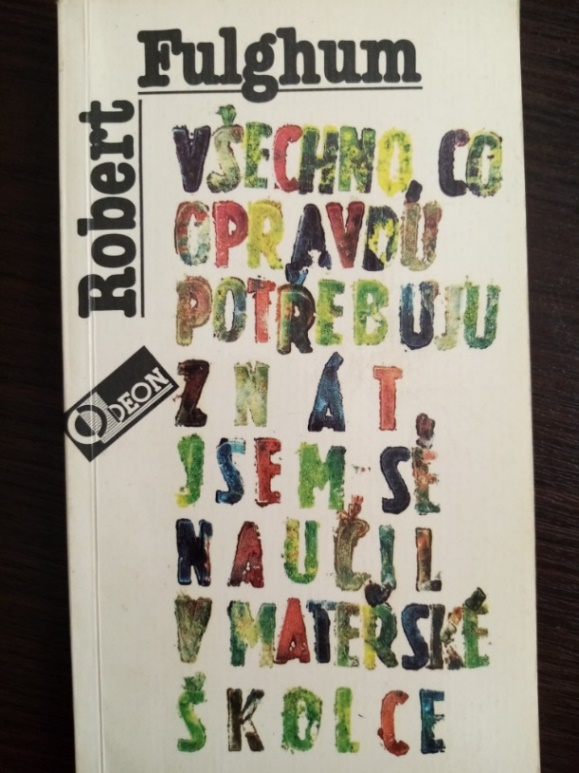 Robert
Fulghum
VŠECHNO, CO
OPRAVDU
POTŘEBUJU
ZNÁT,
JSEM SE
NAUČIL
V MATEŘSKÉ
ŠKOLCE
ODEON